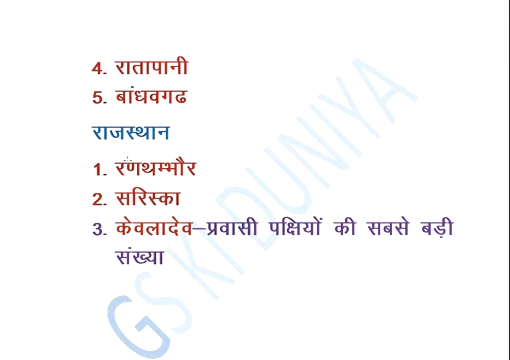 4. रातापानी
5. बांधवगढ
राजस्थान
1. रणथम्भौर
2. सरिस्का
3. केवलादेव–प्रवासी पक्षियों की सबसे बड़ी
संख्या
GS KI DUNIYA